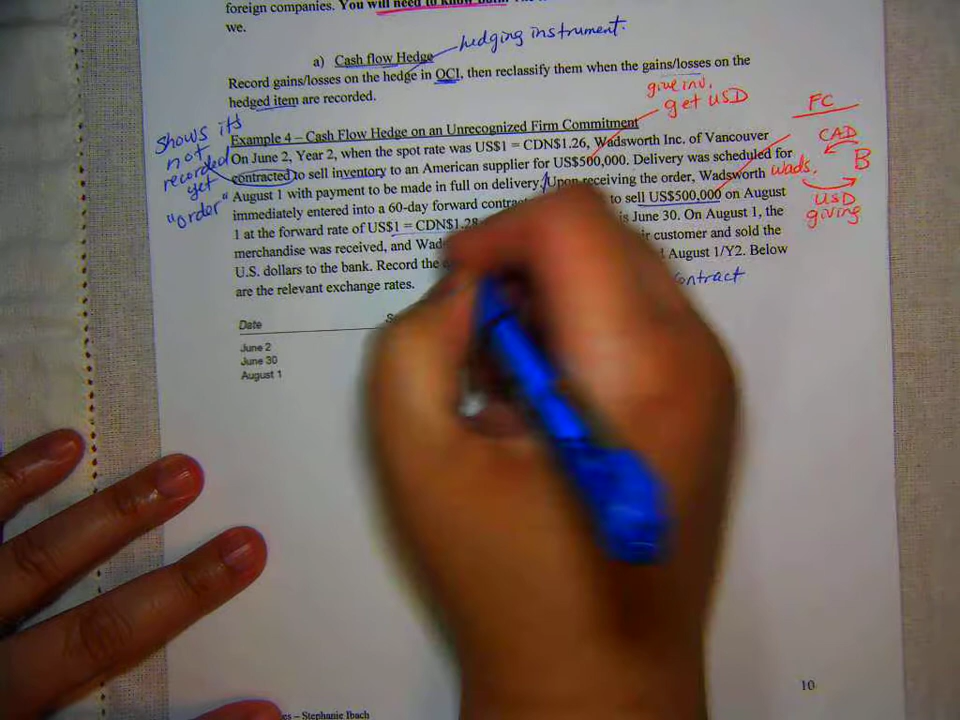 foreign companies. You will need to know
we.
hedging instrument.
a) Cash flow Hedge
Record gains/losses on the hedge in OCI, then reclassify them when the gains/losses on the
hedged item are recorded.
give inv.
get USD
FC
CAD
B
wads.
USD
giving
shows it's
not
recorded
yet
"order"
Example 4 – Cash Flow Hedge on an Unrecognized Firm Commitment
On June 2, Year 2, when the spot rate was US$1 = CDN$1.26, Wadsworth Inc. of Vancouver
contracted to sell inventory to an American supplier for US$500,000. Delivery was scheduled for
August 1 with payment to be made in full on delivery. Upon receiving the order, Wadsworth
immediately entered into a 60-day forward to sell US$500,000 on August
1 at the forward rate of US$1 = CDN$1.28 is June 30. On August 1, the
merchandise was received, and customer and sold the
U.S. dollars to the bank. Record the August 1/Y2. Below
are the relevant exchange rates.
contract
Date
June 2
June 30
August 1
10
– Stephanie Ibach